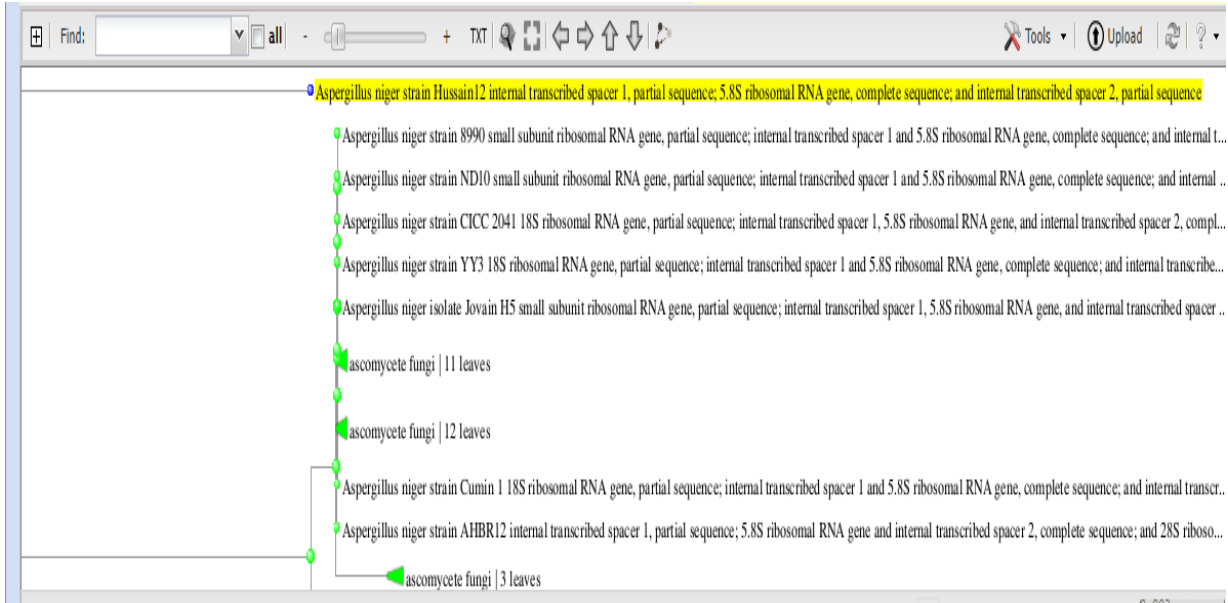 Find: all - + TXT Tools Upload ?
Aspergillus niger strain Hussain12 internal transcribed spacer 1, partial sequence; 5.8S ribosomal RNA gene, complete sequence; and internal transcribed spacer 2, partial sequence
Aspergillus niger strain 8990 small subunit ribosomal RNA gene, partial sequence; internal transcribed spacer 1 and 5.8S ribosomal RNA gene, complete sequence; and internal t...
Aspergillus niger strain ND10 small subunit ribosomal RNA gene, partial sequence; internal transcribed spacer 1 and 5.8S ribosomal RNA gene, complete sequence; and internal ...
Aspergillus niger strain CICC 2041 18S ribosomal RNA gene, partial sequence; internal transcribed spacer 1, 5.8S ribosomal RNA gene, and internal transcribed spacer 2, compl...
Aspergillus niger strain YY3 18S ribosomal RNA gene, partial sequence; internal transcribed spacer 1 and 5.8S ribosomal RNA gene, complete sequence; and internal transcribe...
Aspergillus niger isolate Jovain H5 small subunit ribosomal RNA gene, partial sequence; internal transcribed spacer 1, 5.8S ribosomal RNA gene, and internal transcribed spacer ...
ascomycete fungi | 11 leaves
ascomycete fungi | 12 leaves
Aspergillus niger strain Cumin 1 18S ribosomal RNA gene, partial sequence; internal transcribed spacer 1 and 5.8S ribosomal RNA gene, complete sequence; and internal transcr...
Aspergillus niger strain AHBR12 internal transcribed spacer 1, partial sequence; 5.8S ribosomal RNA gene and internal transcribed spacer 2, complete sequence; and 28S riboso...
ascomycete fungi | 3 leaves